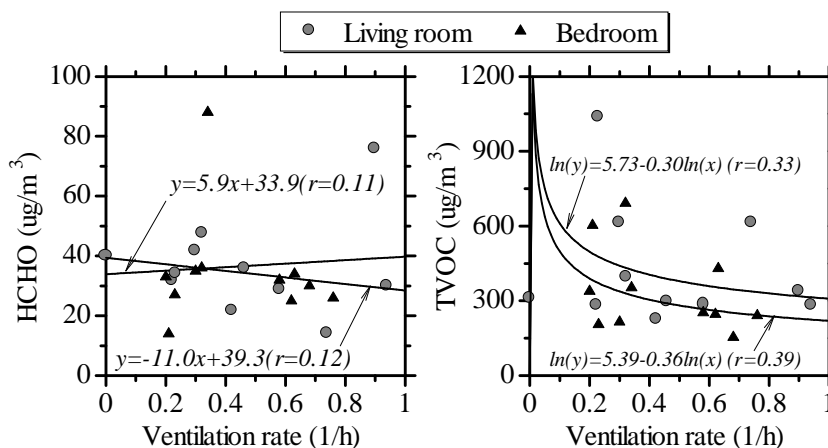 Living room Bedroom
100
80
60
40
20
0
HCHO (ug/m³)
y=5.9x+33.9(r=0.11)
y=-11.0x+39.3(r=0.12)
0 0.2 0.4 0.6 0.8 1
Ventilation rate (1/h)
1200
900
600
300
0
TVOC (ug/m³)
ln(y)=5.73-0.30ln(x) (r=0.33)
ln(y)=5.39-0.36ln(x) (r=0.39)
0 0.2 0.4 0.6 0.8 1
Ventilation rate (1/h)